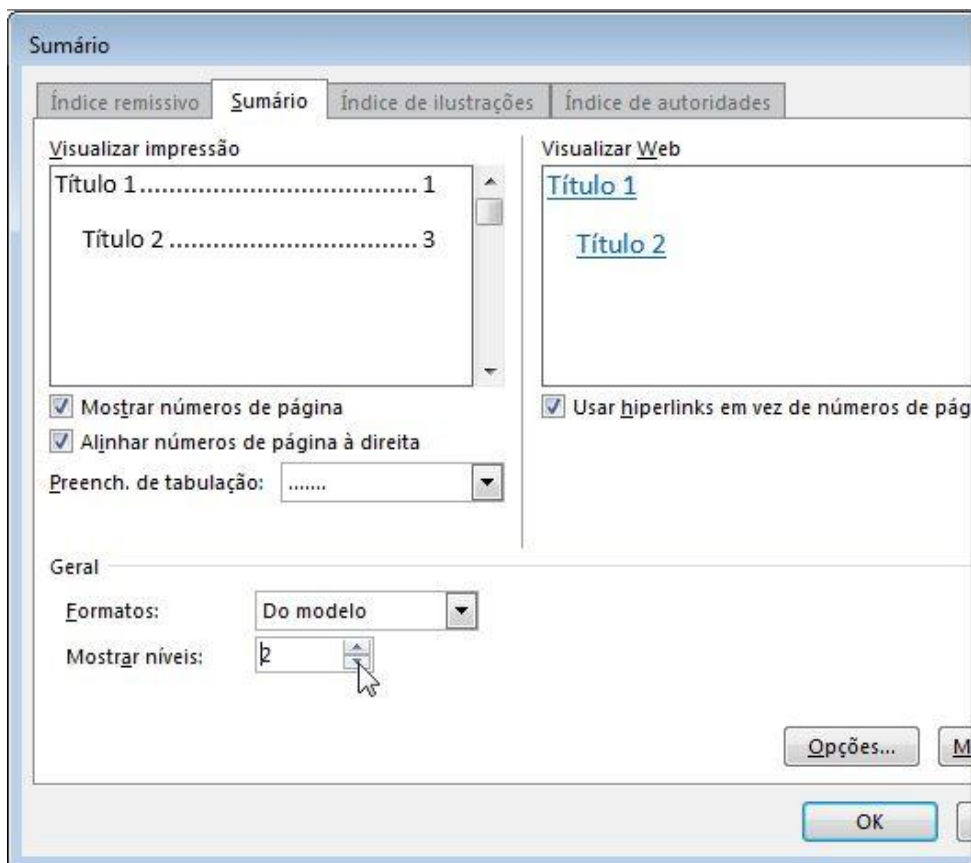 Sumário
Índice remissivo Sumário Índice de ilustrações Índice de autoridades
Visualizar impressão
Título 1..................................... 1
Título 2 ................................. 3
Mostrar números de página
Alinhar números de página à direita
Preench. de tabulação: .......
Visualizar Web
Título 1
Título 2
Usar hiperlinks em vez de números de pág
Geral
Formatos: Do modelo
Mostrar níveis: 2
Opções... M
OK